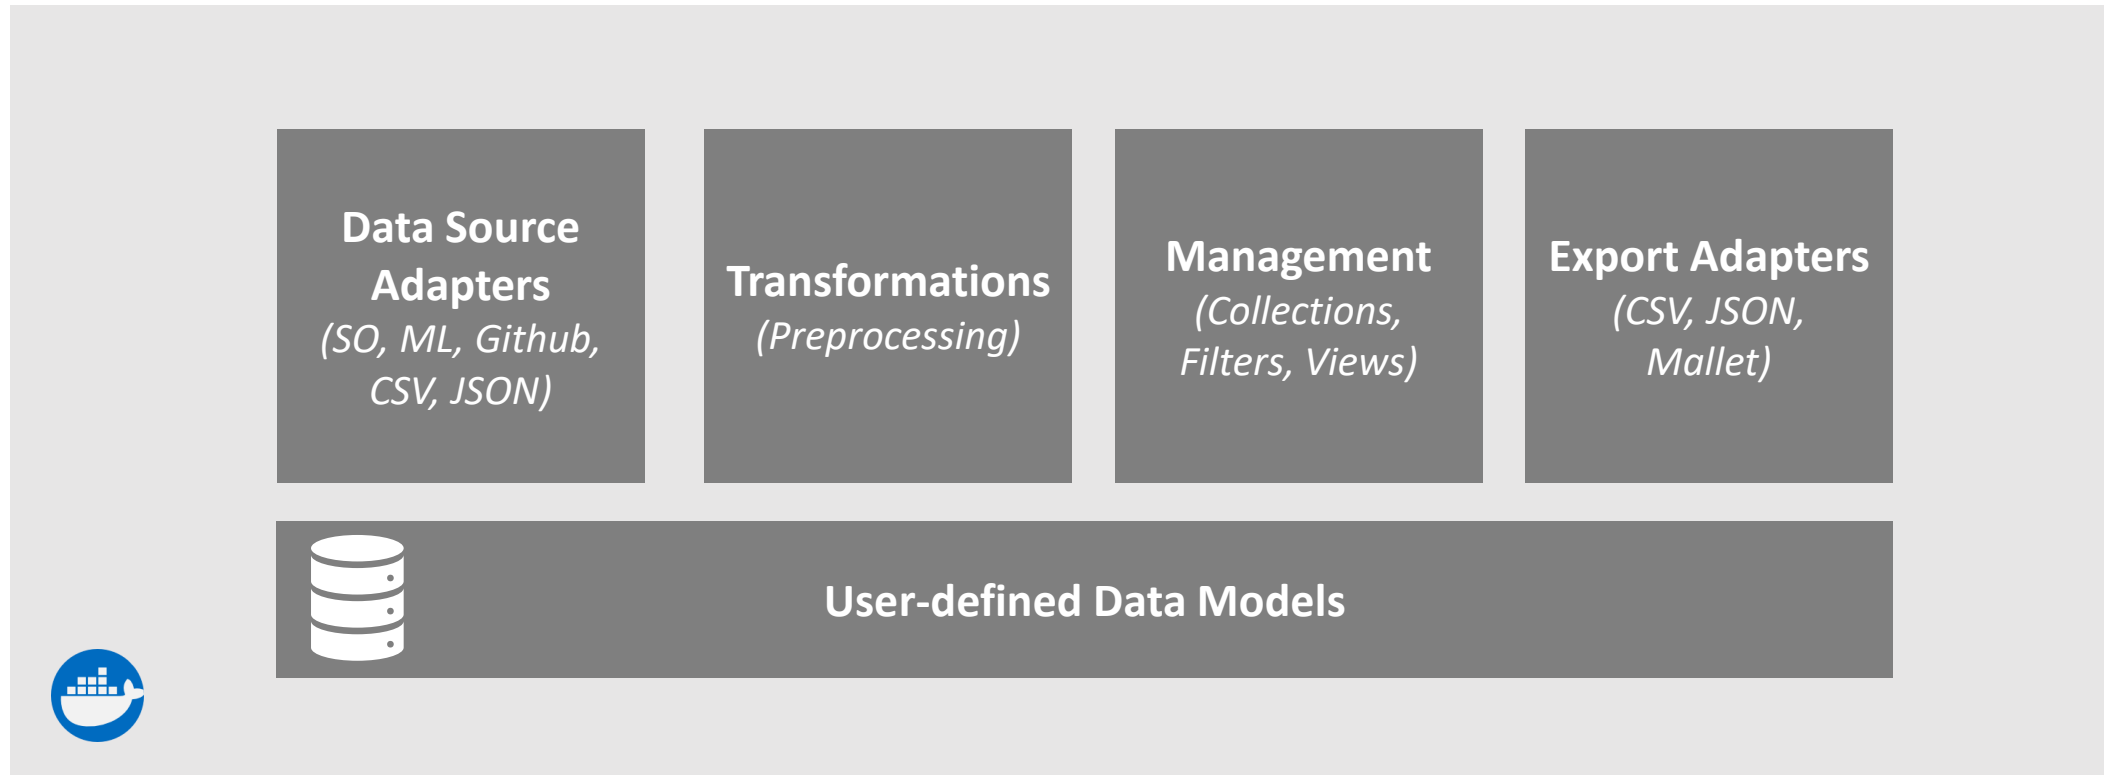 Data Source
Adapters
(SO, ML, Github,
CSV, JSON)
Transformations
(Preprocessing)
Management
(Collections,
Filters, Views)
Export Adapters
(CSV, JSON,
Mallet)
User-defined Data Models